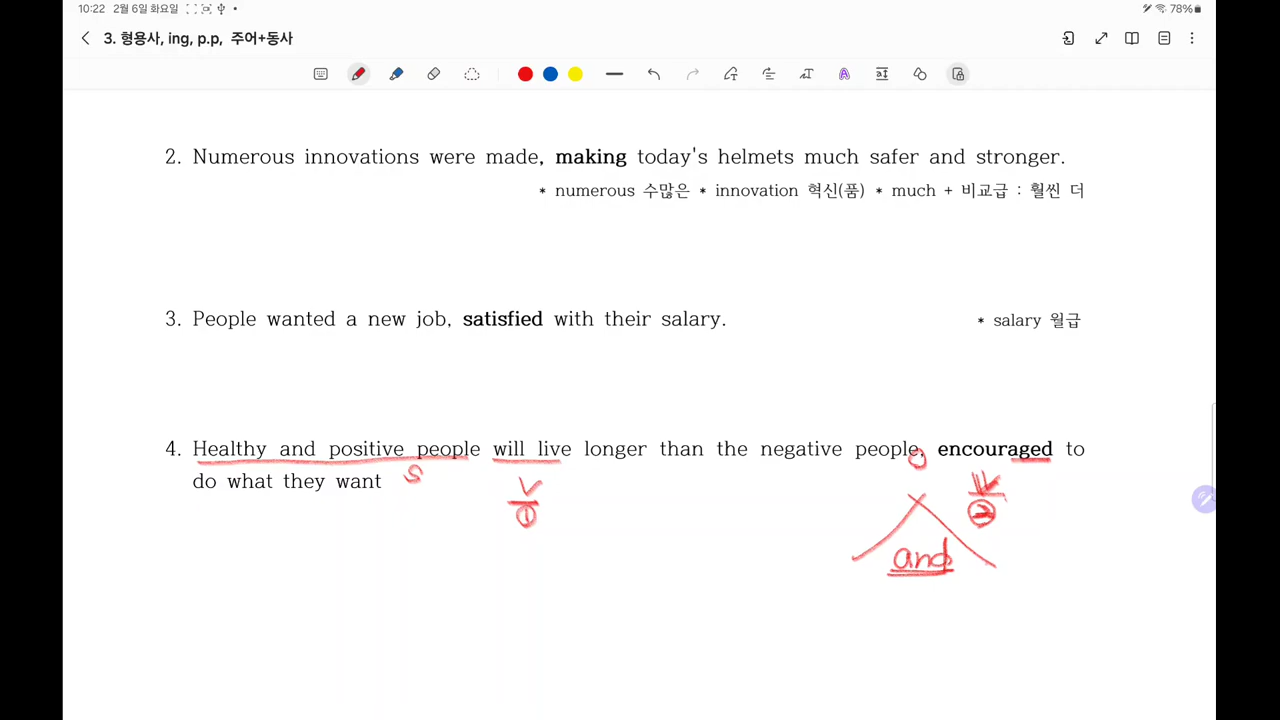 10:22 2월 6일 화요일 78%
3. 형용사, ing, p.p, 주어+동사
2. Numerous innovations were made, making today's helmets much safer and stronger.
* numerous 수많은 * innovation 혁신(품) * much + 비교급 : 훨씬 더
3. People wanted a new job, satisfied with their salary. * salary 월급
4. Healthy and positive people will live longer than the negative people, encouraged to
do what they want
S V ①
② and